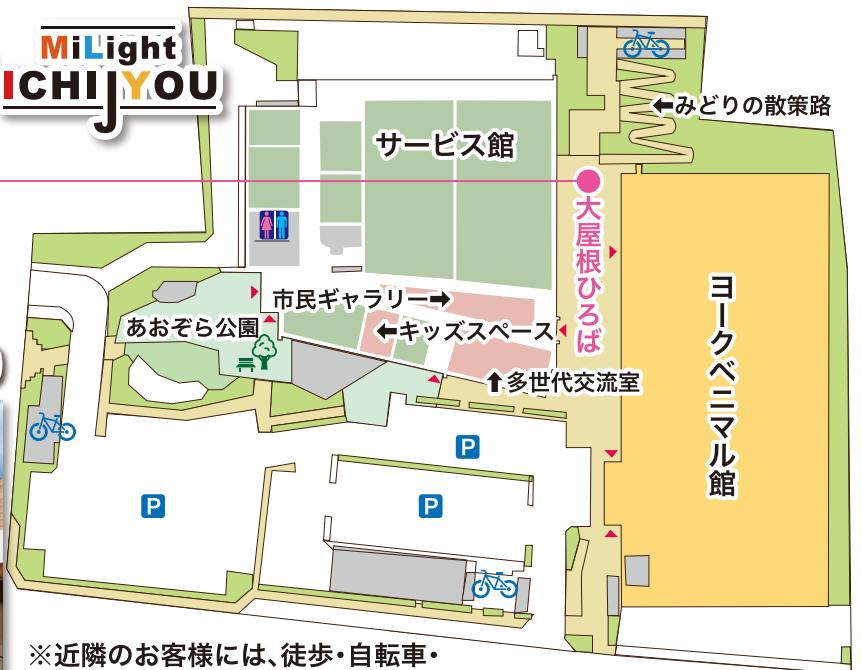 MiLight
ICHIJYOU
←みどりの散策路
サービス館
大屋根ひろば
市民ギャラリー➡
あおぞら公園
⬅キッズスペース
⬆多世代交流室
ヨークベニマル館
P
P
P
※近隣のお客様には、徒歩・自転車・